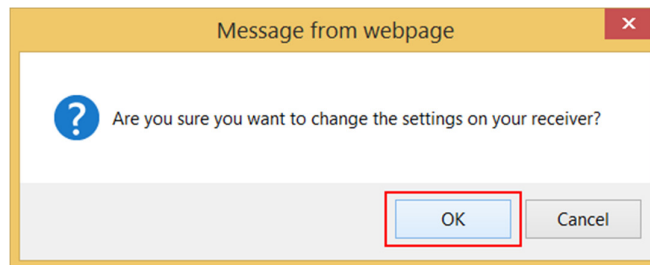 Message from webpage
Are you sure you want to change the settings on your receiver?
OK Cancel